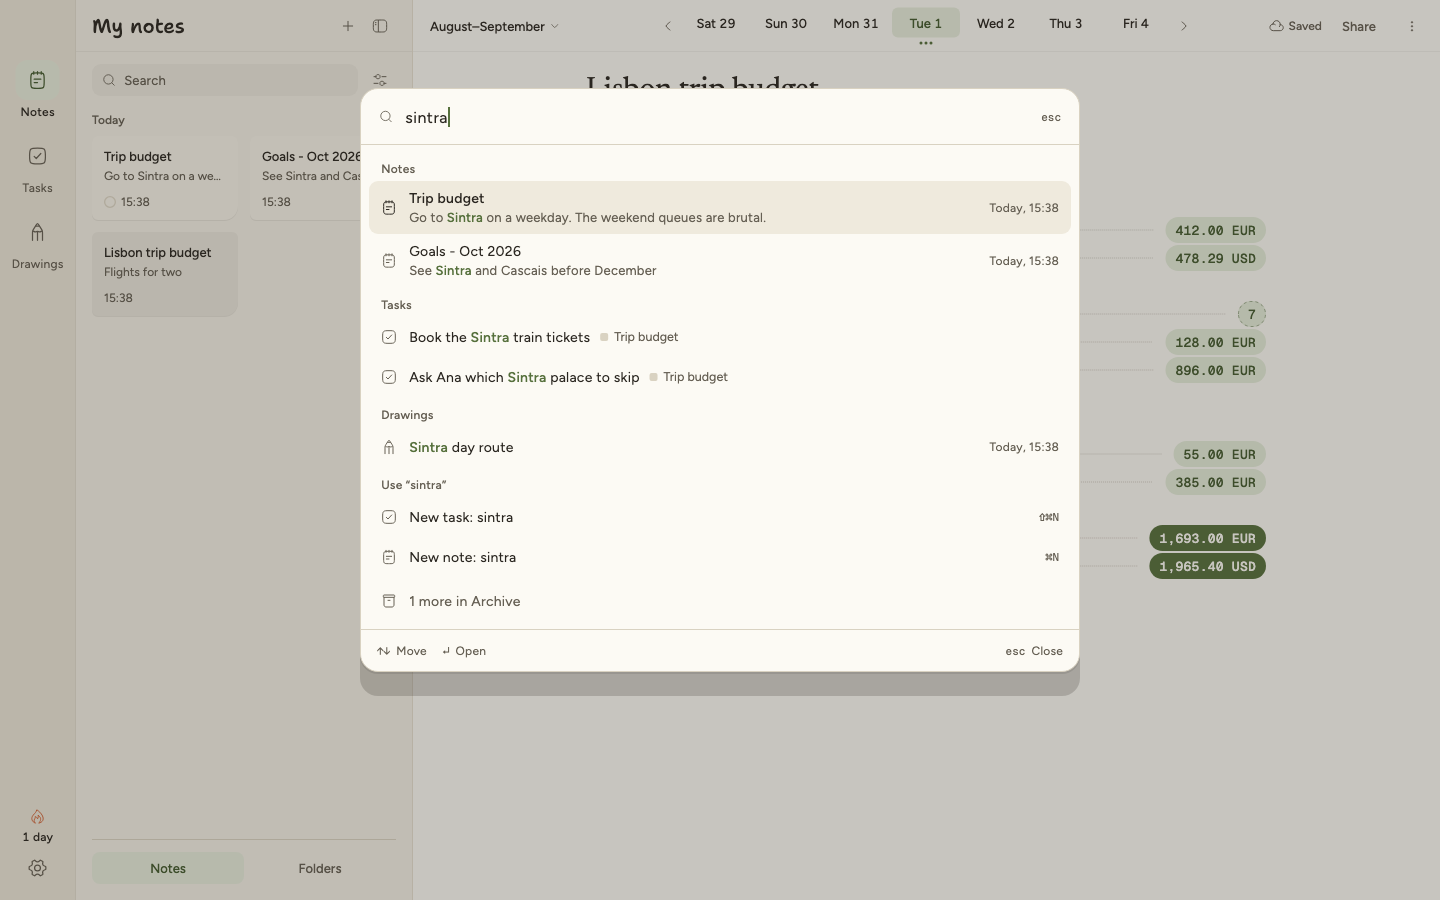 My notes
August–September
Sat 29
Sun 30
Mon 31
Tue 1
Wed 2
Thu 3
Fri 4
Saved
Share
Notes
Tasks
Drawings
1 day
Search
Today
Trip budget
Go to Sintra on a we...
15:38
Goals - Oct 2026
See Sintra and Cas
15:38
Lisbon trip budget
Flights for two
15:38
Notes
Folders
Lisbon trip budget
sintra
esc
Notes
Trip budget
Go to Sintra on a weekday. The weekend queues are brutal.
Today, 15:38
Goals - Oct 2026
See Sintra and Cascais before December
Today, 15:38
Tasks
Book the Sintra train tickets
Trip budget
Ask Ana which Sintra palace to skip
Trip budget
Drawings
Sintra day route
Today, 15:38
Use “sintra”
New task: sintra
⇧⌘N
New note: sintra
⌘N
1 more in Archive
↑↓ Move
↵ Open
esc Close
412.00 EUR
478.29 USD
7
128.00 EUR
896.00 EUR
55.00 EUR
385.00 EUR
1,693.00 EUR
1,965.40 USD